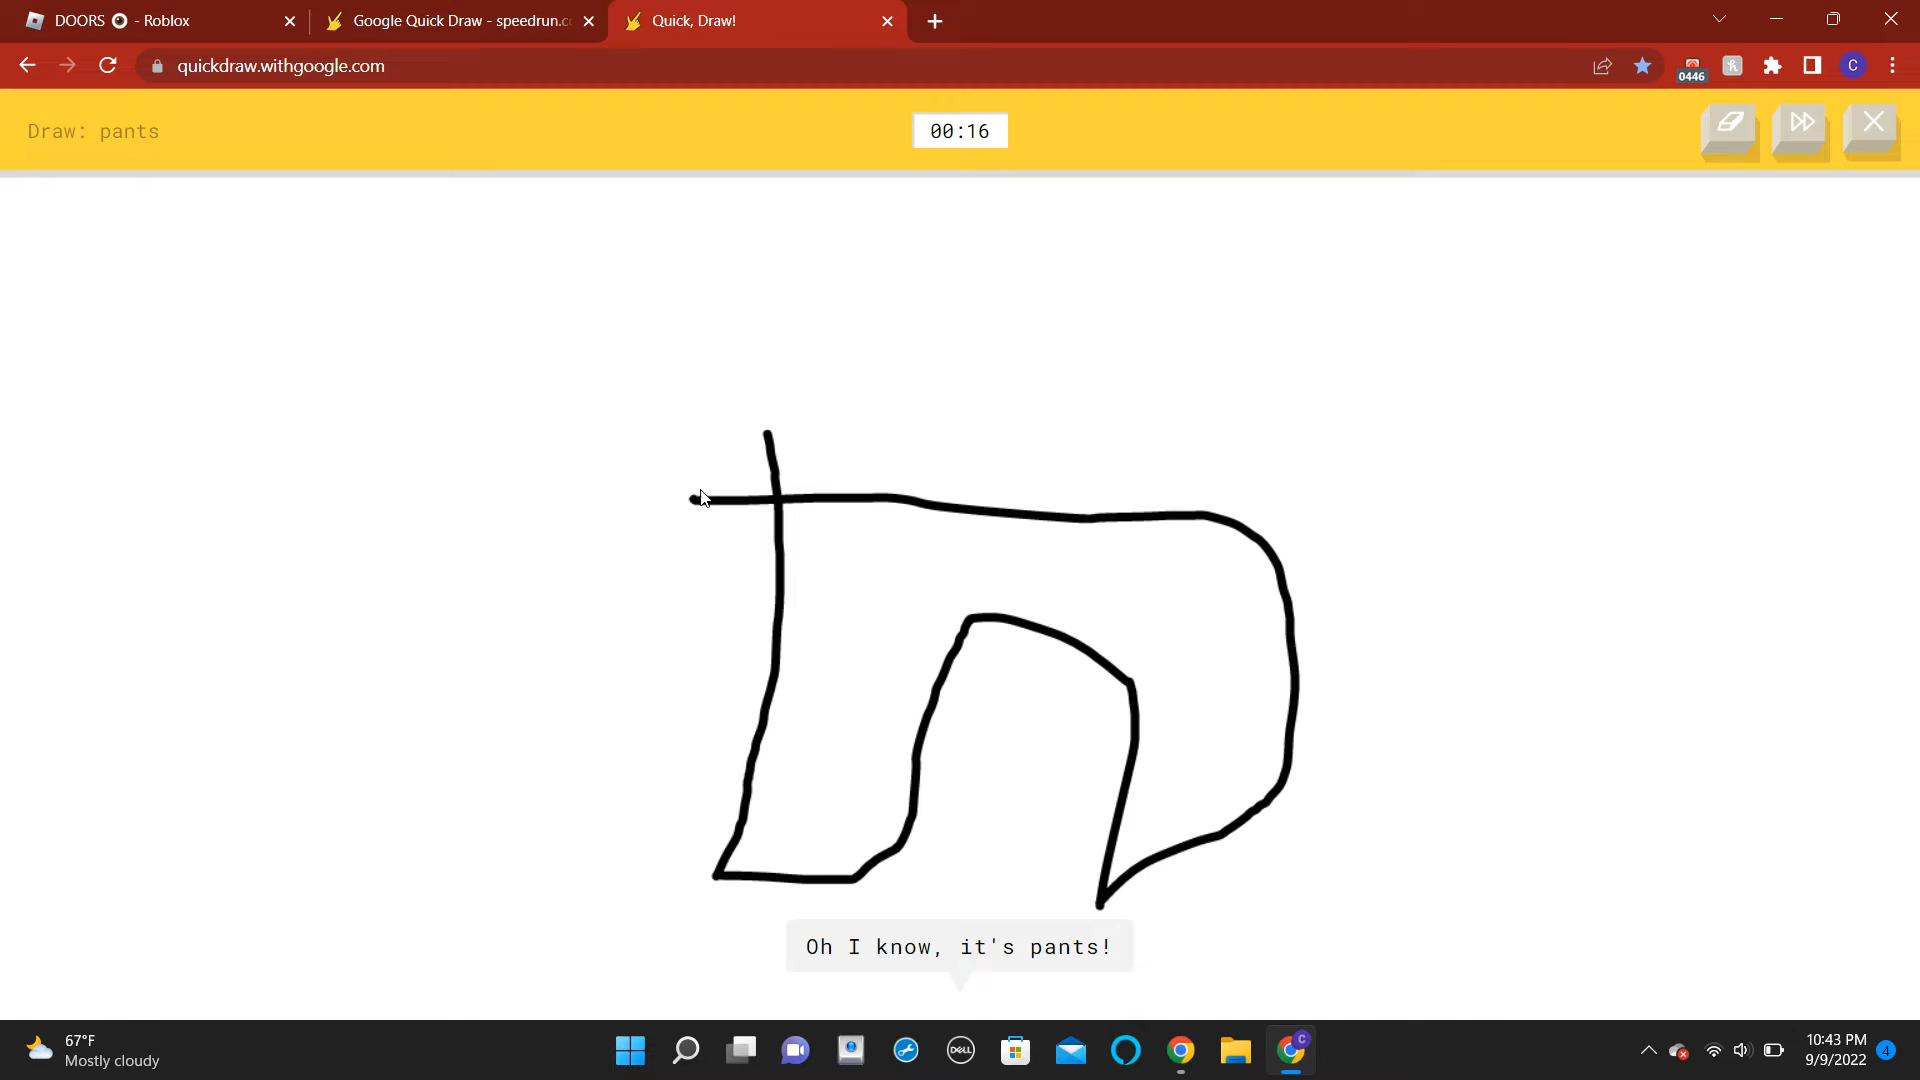 DOORS - Roblox
Google Quick Draw - speedrun.c
Quick, Draw!
quickdraw.withgoogle.com
0446
C
Draw: pants
00:16
Oh I know, it's pants!
67°F
Mostly cloudy
DELL
C
10:43 PM
9/9/2022
4